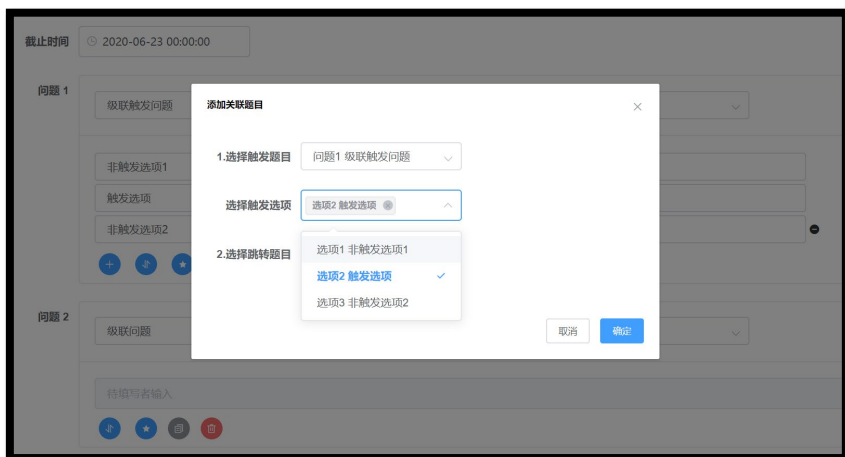 截止时间 2020-06-23 00:00:00
问题 1
级联触发问题
添加关联题目
1.选择触发题目 问题1 级联触发问题
非触发选项1
触发选项
选择触发选项 选项2 触发选项
非触发选项2
2.选择跳转题目
选项1 非触发选项1
选项2 触发选项
选项3 非触发选项2
问题 2
级联问题
取消 确定
待填写者输入